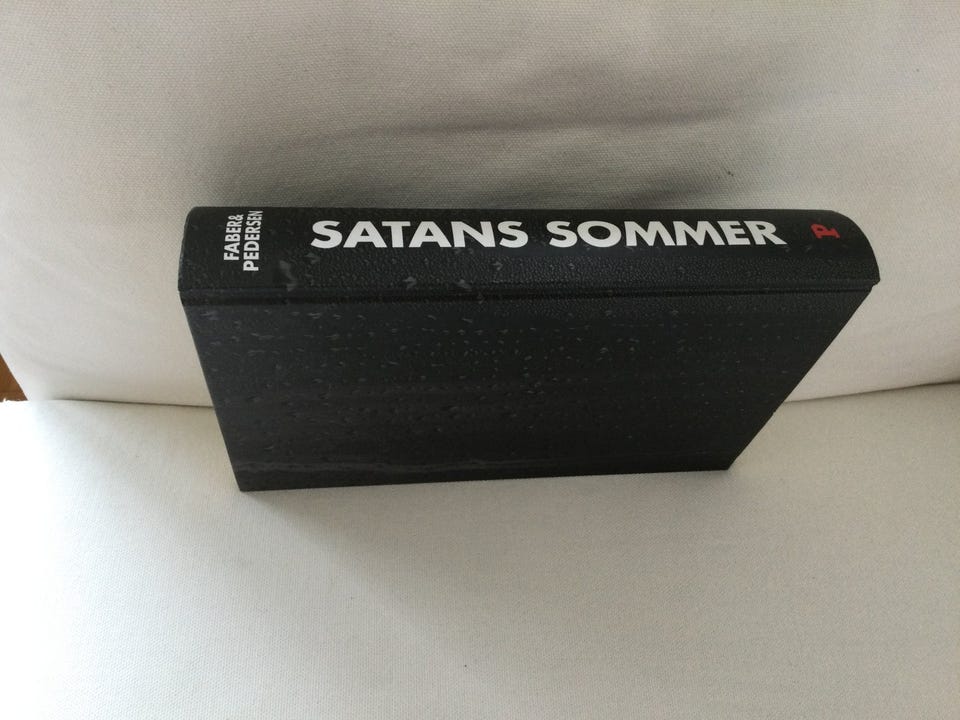 FABER&
PEDERSEN
SATANS SOMMER
P